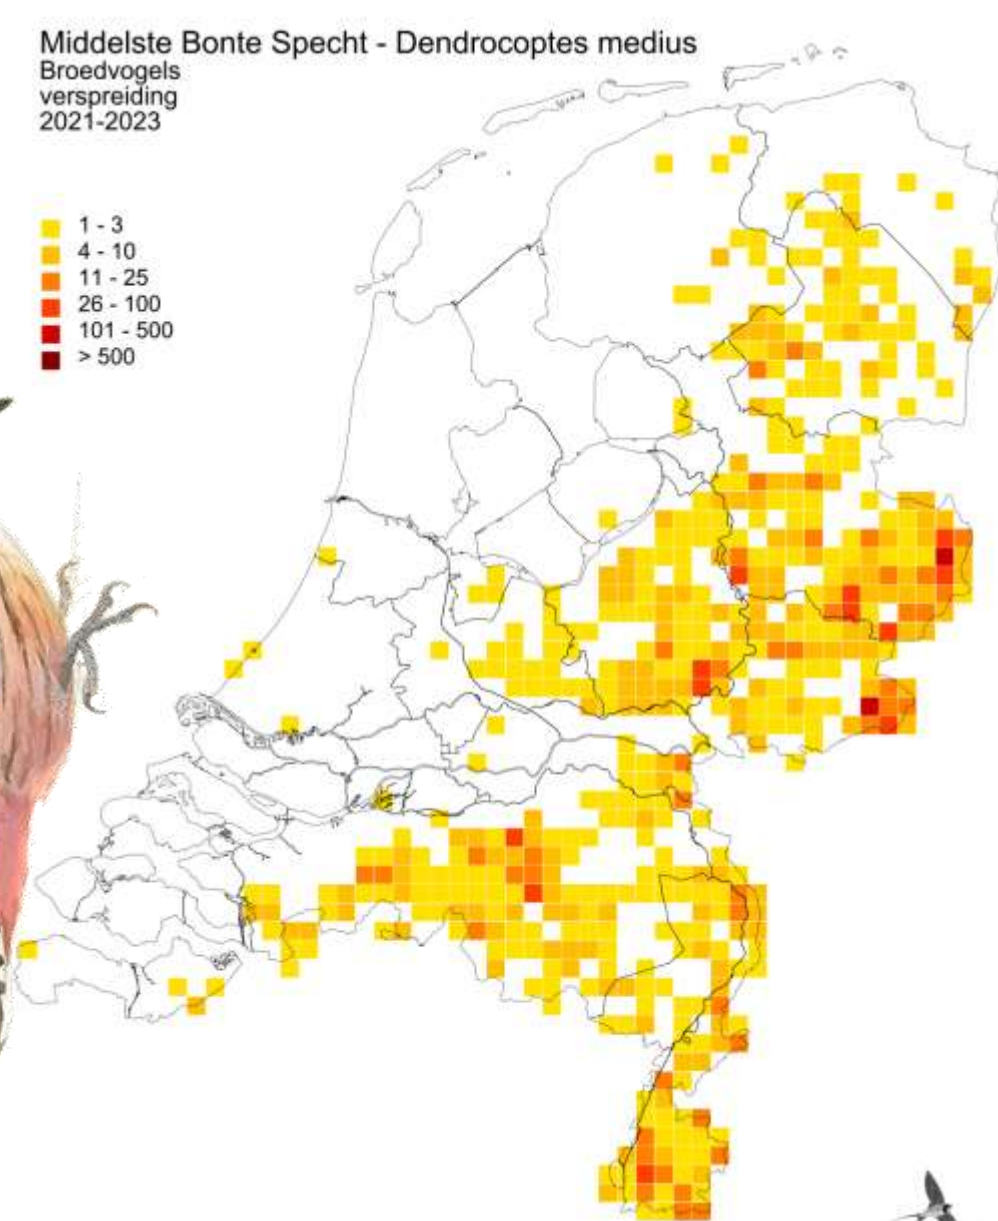 Middelste Bonte Specht - Dendrocoptes medius
Broedvogels
verspreiding
2021-2023
1 - 3
4 - 10
11 - 25
26 - 100
101 - 500
> 500